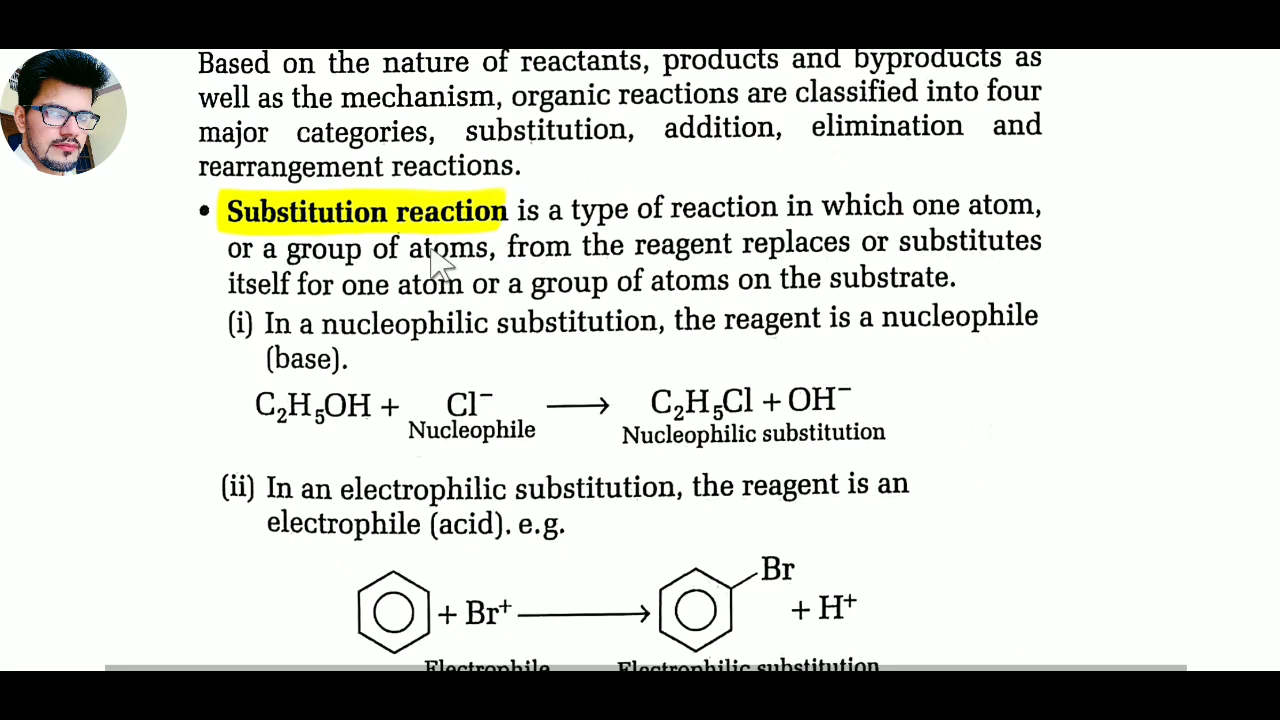 Based on the nature of reactants, products and byproducts as
well as the mechanism, organic reactions are classified into four
major categories, substitution, addition, elimination and
rearrangement reactions.
• Substitution reaction is a type of reaction in which one atom,
or a group of atoms, from the reagent replaces or substitutes
itself for one atom or a group of atoms on the substrate.
(i) In a nucleophilic substitution, the reagent is a nucleophile
(base).
C₂H₅OH + Cl⁻ ⟶ C₂H₅Cl + OH⁻
Nucleophile Nucleophilic substitution
(ii) In an electrophilic substitution, the reagent is an
electrophile (acid). e.g.
Br
+ Br⁺ ⟶ + H⁺
Electrophile Electrophilic substitution